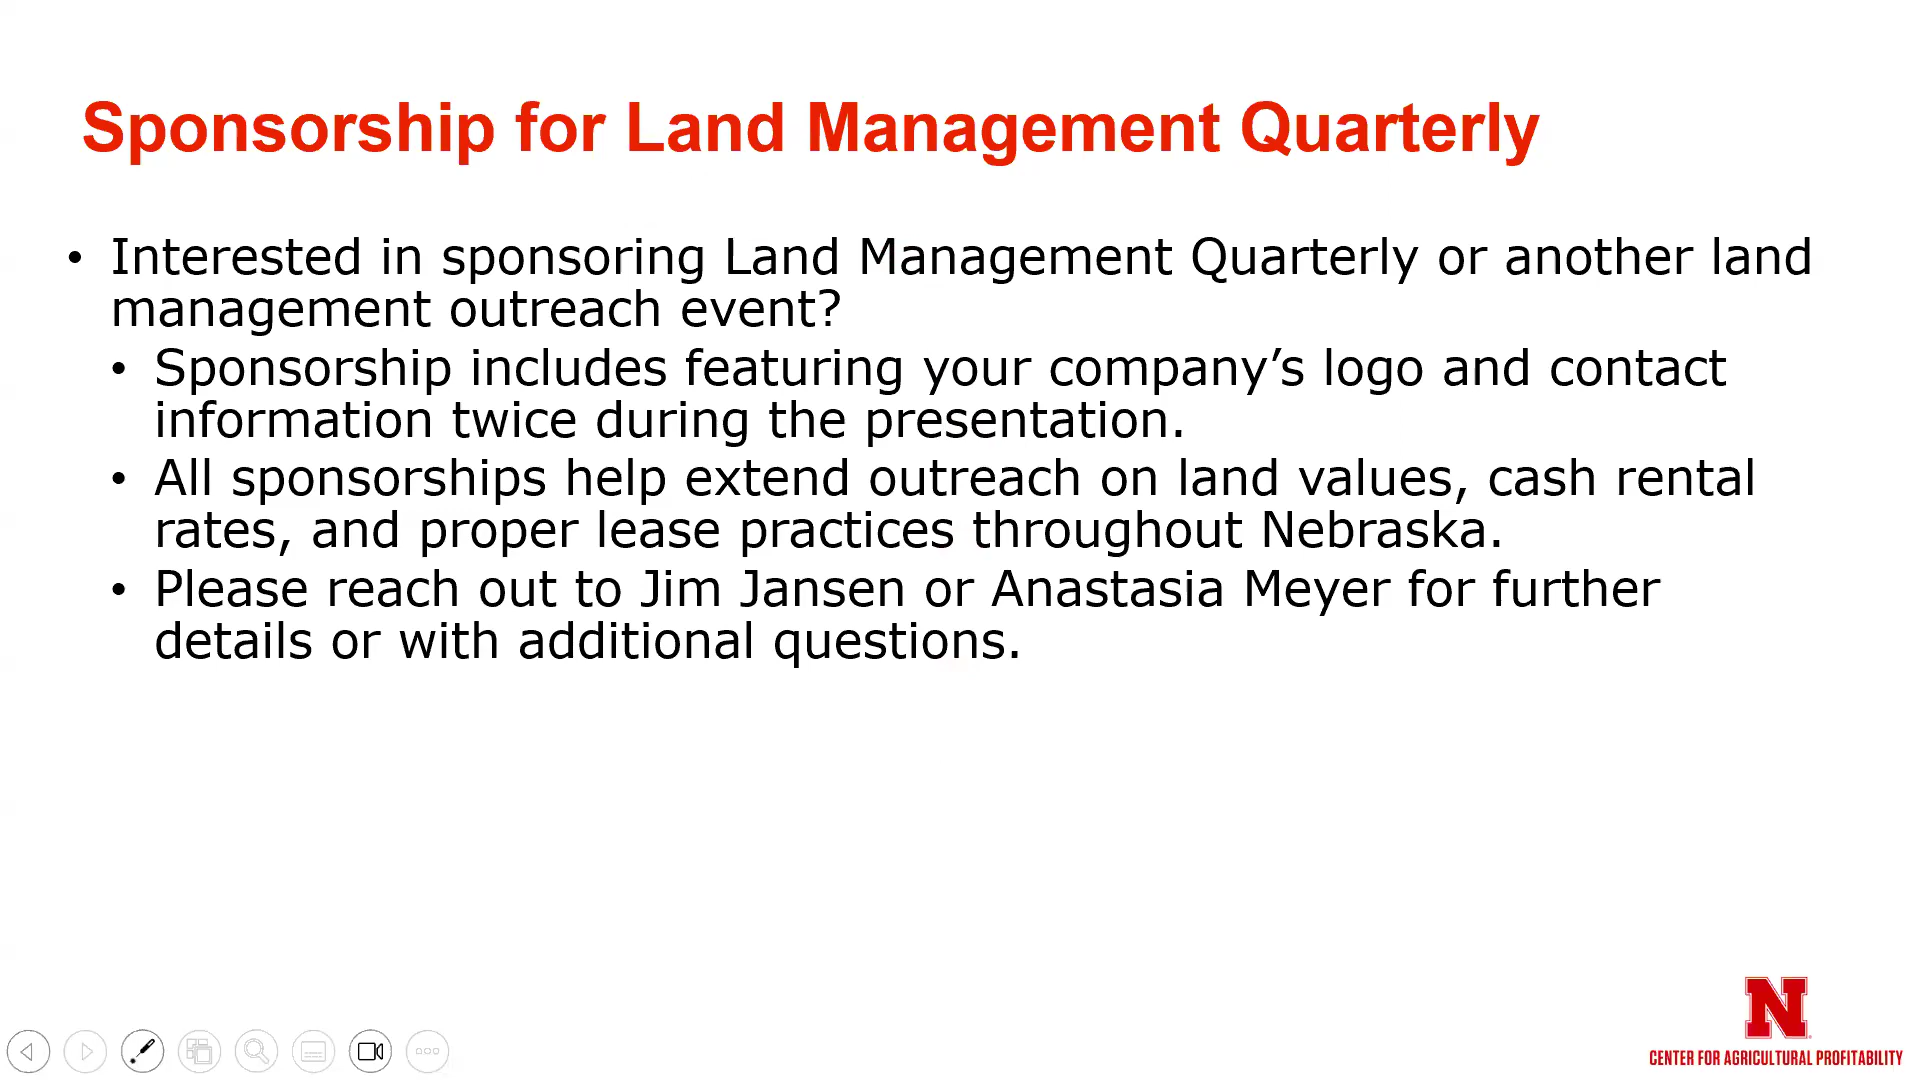 Sponsorship for Land Management Quarterly
• Interested in sponsoring Land Management Quarterly or another land
management outreach event?
• Sponsorship includes featuring your company’s logo and contact
information twice during the presentation.
• All sponsorships help extend outreach on land values, cash rental
rates, and proper lease practices throughout Nebraska.
• Please reach out to Jim Jansen or Anastasia Meyer for further
details or with additional questions.
N
CENTER FOR AGRICULTURAL PROFITABILITY